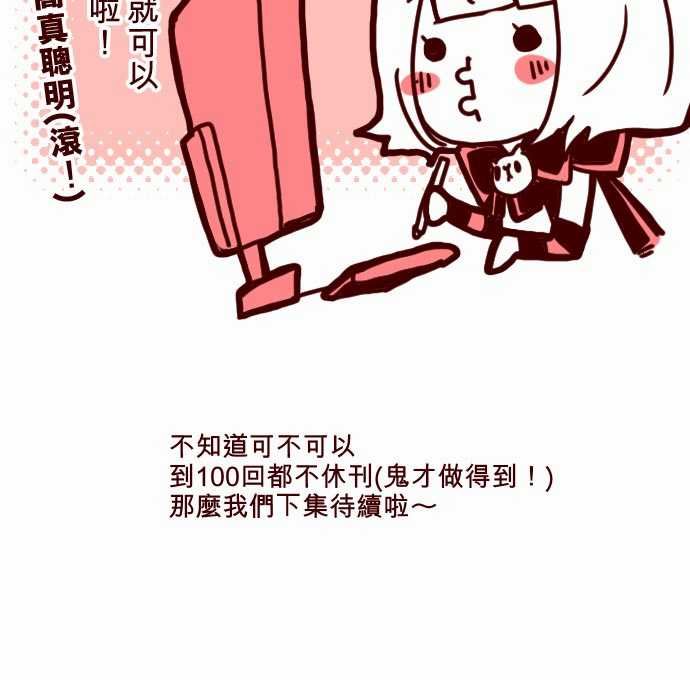 就可以
啦！
真聰明(滾！)
不知道可不可以
到100回都不休刊(鬼才做得到！)
那麼我們下集待續啦～